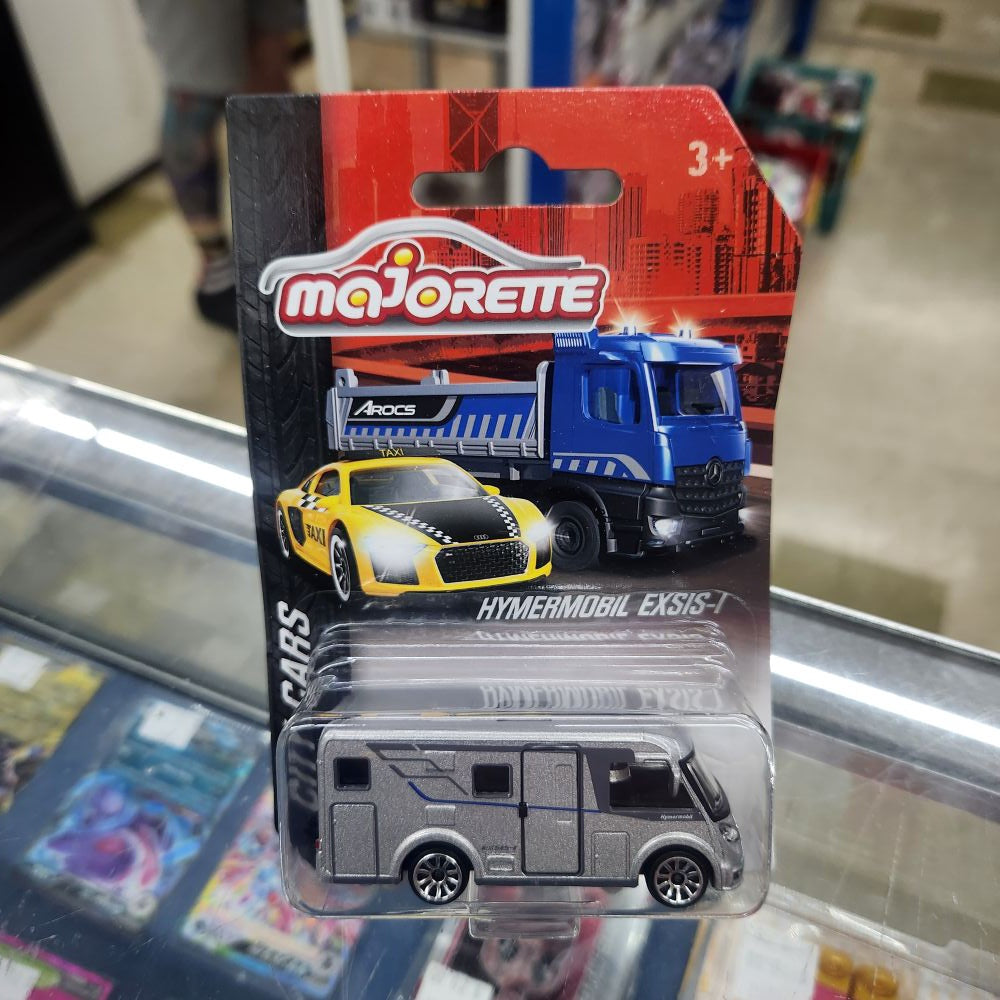 3+
MAJORETTE
AROCS
TAXI
TAXI
HYMERMOBIL EXSIS-I
CITY CARS
Hymermobil